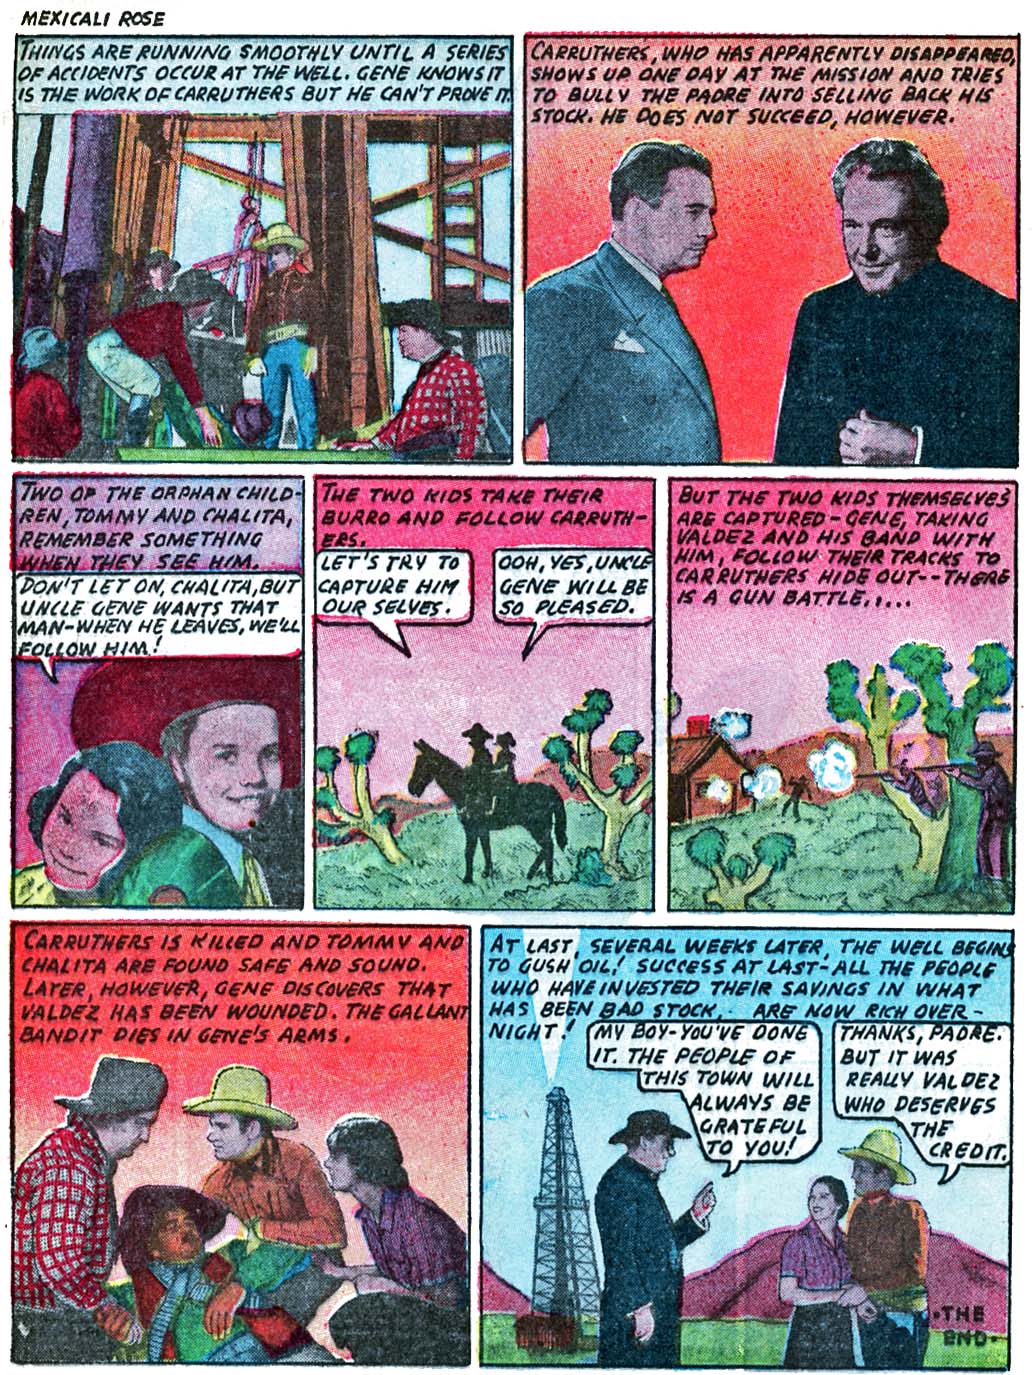 MEXICALI ROSE
THINGS ARE RUNNING SMOOTHLY UNTIL A SERIES
OF ACCIDENTS OCCUR AT THE WELL. GENE KNOWS IT
IS THE WORK OF CARRUTHERS BUT HE CAN'T PROVE IT.
CARRUTHERS, WHO HAS APPARENTLY DISAPPEARED,
SHOWS UP ONE DAY AT THE MISSION AND TRIES
TO BULLY THE PADRE INTO SELLING BACK HIS
STOCK. HE DOES NOT SUCCEED, HOWEVER.
TWO OF THE ORPHAN CHILD-
REN, TOMMY AND CHALITA,
REMEMBER SOMETHING
WHEN THEY SEE HIM.
DON'T LET ON, CHALITA, BUT
UNCLE GENE WANTS THAT
MAN-WHEN HE LEAVES, WE'LL
FOLLOW HIM!
THE TWO KIDS TAKE THEIR
BURRO AND FOLLOW CARRUTH-
ERS.
LET'S TRY TO
CAPTURE HIM
OUR SELVES.
OOH, YES, UNCLE
GENE WILL BE
SO PLEASED.
BUT THE TWO KIDS THEMSELVES
ARE CAPTURED-GENE, TAKING
VALDEZ AND HIS BAND WITH
HIM, FOLLOW THEIR TRACKS TO
CARRUTHERS HIDE OUT--THERE
IS A GUN BATTLE.....
CARRUTHERS IS KILLED AND TOMMY AND
CHALITA ARE FOUND SAFE AND SOUND.
LATER, HOWEVER, GENE DISCOVERS THAT
VALDEZ HAS BEEN WOUNDED. THE GALLANT
BANDIT DIES IN GENE'S ARMS.
AT LAST, SEVERAL WEEKS LATER, THE WELL BEGINS
TO GUSH OIL! SUCCESS AT LAST-ALL THE PEOPLE
WHO HAVE INVESTED THEIR SAVINGS IN WHAT
HAS BEEN BAD STOCK, ARE NOW RICH OVER-
NIGHT!
MY BOY-YOU'VE DONE
IT. THE PEOPLE OF
THIS TOWN WILL
ALWAYS BE
GRATEFUL
TO YOU!
THANKS, PADRE.
BUT IT WAS
REALLY VALDEZ
WHO DESERVES
THE
CREDIT.
·THE
END·